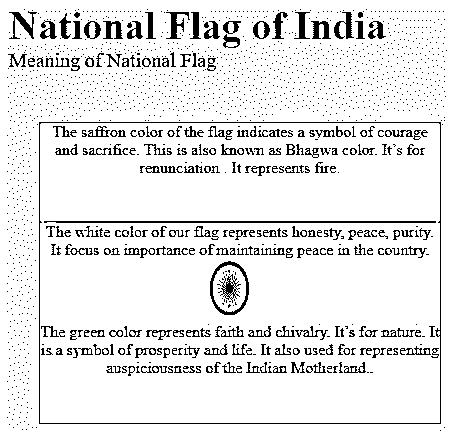 National Flag of India
Meaning of National Flag
The saffron color of the flag indicates a symbol of courage
and sacrifice. This is also known as Bhagwa color. It's for
renunciation . It represents fire.
The white color of our flag represents honesty, peace, purity.
It focus on importance of maintaining peace in the country.
The green color represents faith and chivalry. It's for nature. It
is a symbol of prosperity and life. It also used for representing
auspiciousness of the Indian Motherland..